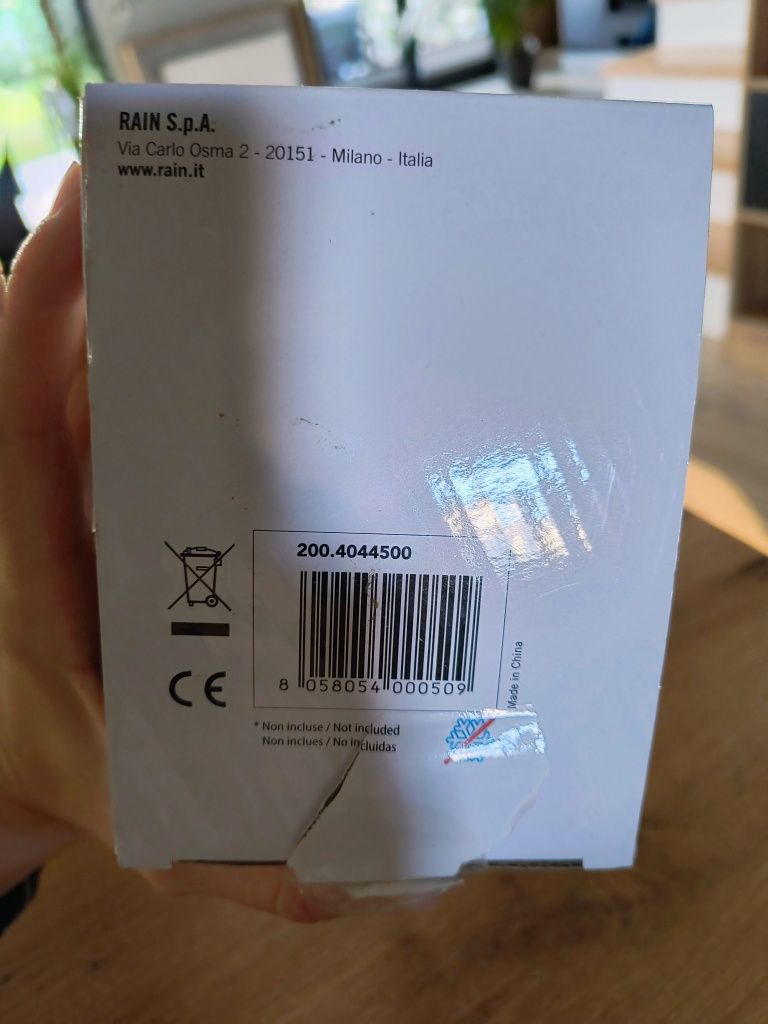 RAIN S.p.A.
Via Carlo Osma 2 - 20151 - Milano - Italia
www.rain.it
200.4044500
8 058054 000509
Made in China
CE
* Non incluse / Not included
Non inclues / No incluidas